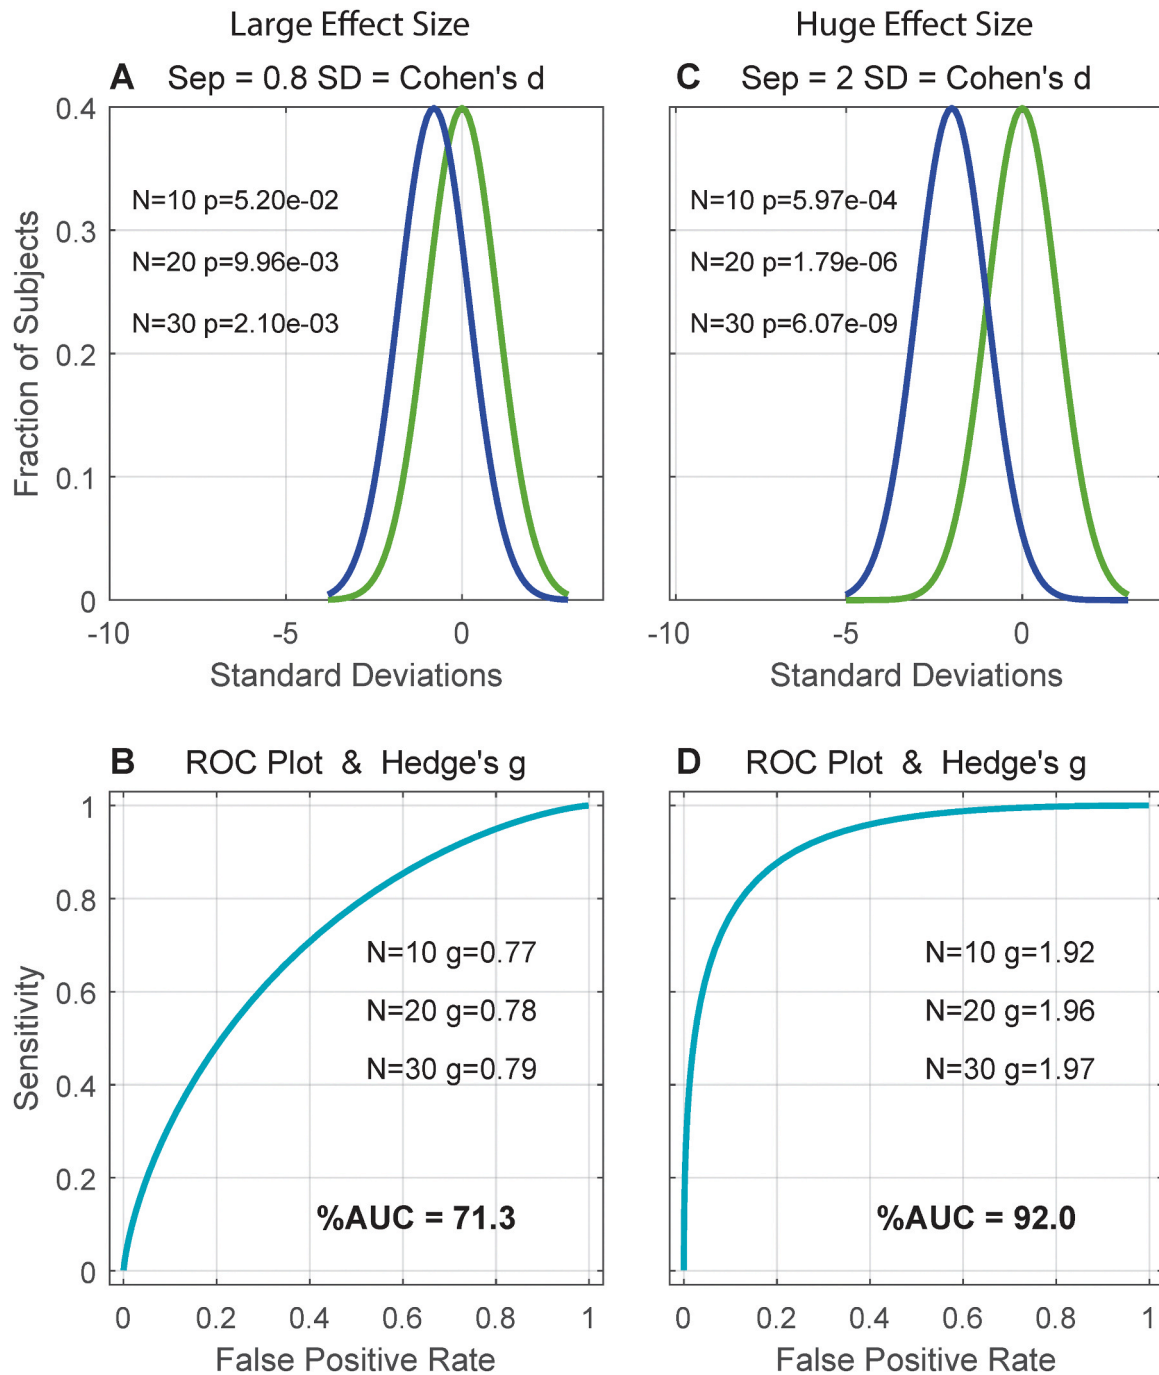 Large Effect Size
A Sep = 0.8 SD = Cohen's d
0.4
0.3
0.2
0.1
0
Fraction of Subjects
N=10 p=5.20e-02
N=20 p=9.96e-03
N=30 p=2.10e-03
-10 -5 0
Standard Deviations
Huge Effect Size
C Sep = 2 SD = Cohen's d
N=10 p=5.97e-04
N=20 p=1.79e-06
N=30 p=6.07e-09
-10 -5 0
Standard Deviations
B ROC Plot & Hedge's g
1
0.8
0.6
0.4
0.2
0
Sensitivity
N=10 g=0.77
N=20 g=0.78
N=30 g=0.79
%AUC = 71.3
0 0.2 0.4 0.6 0.8 1
False Positive Rate
D ROC Plot & Hedge's g
N=10 g=1.92
N=20 g=1.96
N=30 g=1.97
%AUC = 92.0
0 0.2 0.4 0.6 0.8 1
False Positive Rate